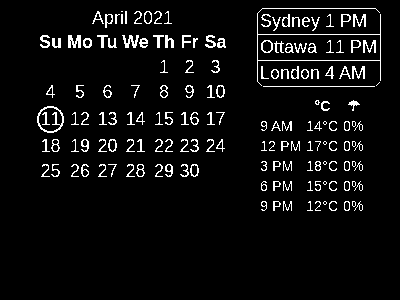 April 2021
Su Mo Tu We Th Fr Sa
1 2 3
4 5 6 7 8 9 10
11 12 13 14 15 16 17
18 19 20 21 22 23 24
25 26 27 28 29 30
Sydney 1 PM
Ottawa 11 PM
London 4 AM
°C ☂
9 AM 14°C 0%
12 PM 17°C 0%
3 PM 18°C 0%
6 PM 15°C 0%
9 PM 12°C 0%